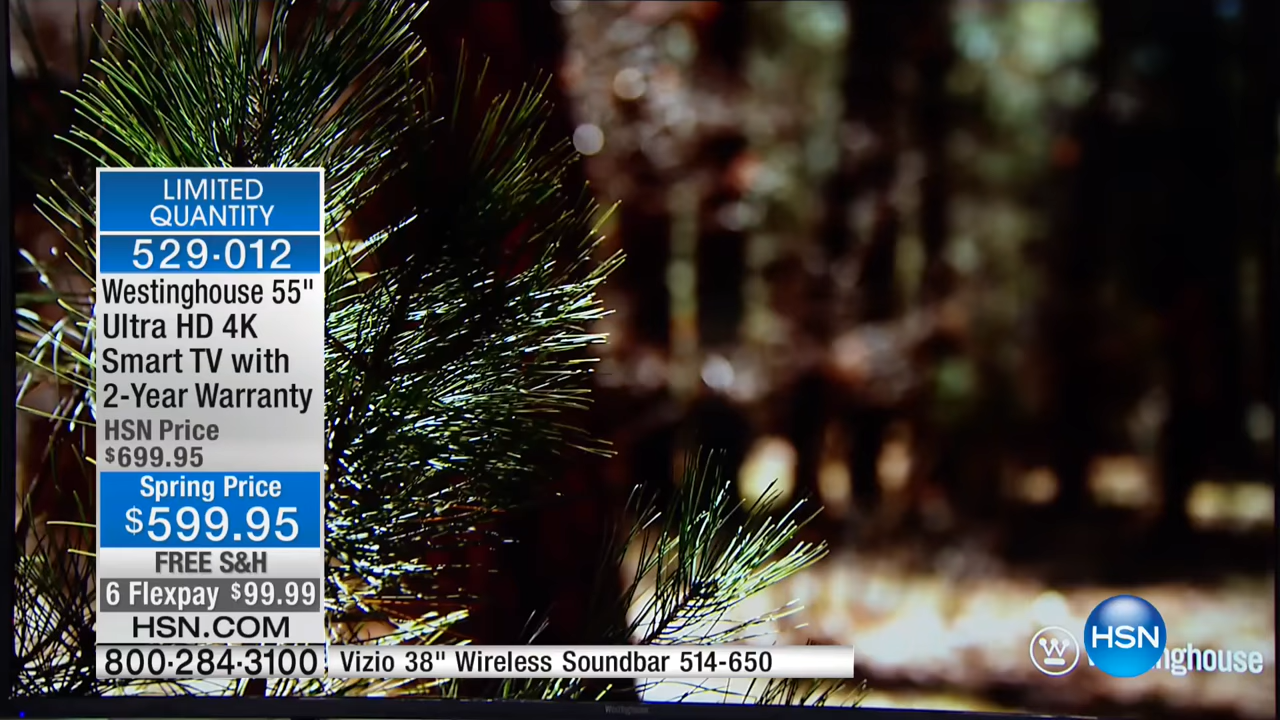 LIMITED
QUANTITY
529·012
Westinghouse 55"
Ultra HD 4K
Smart TV with
2-Year Warranty
HSN Price
$699.95
Spring Price
$599.95
FREE S&H
6 Flexpay $99.99
HSN.COM
800·284·3100
Vizio 38" Wireless Soundbar 514-650
HSN
W
nghouse
Westinghouse